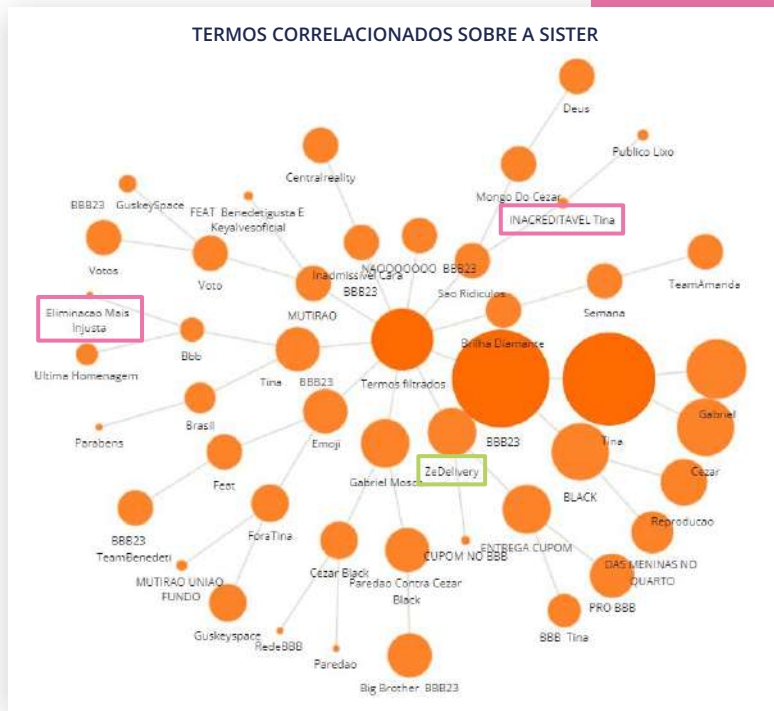 TERMOS CORRELACIONADOS SOBRE A SISTER
Deus
Publico Lixo
Centralreality
Mongo Do Cezar
INACREDITAVEL Tina
BBB23 GuskeySpace
FEAT Benedetigusta E
Keyalvesoficial
Votos
Voto
Inadmissivel Cara
BBB23
NAOOOOOOO BBB23
Sao Ridiculos
TeamAmanda
Semana
MUTIRAO
Eliminacao Mais
Injusta
Brilha Diamante
Bbb
Ultima Homenagem
Tina BBB23
Termos filtrados
BBB23
Tina
Gabriel
Parabens
Brasil
Emoji
Gabriel Mosca
ZeDelivery
BLACK
Cezar
Feat
Reproducao
BBB23
TeamBenedeti
ForaTina
Cezar Black
Paredao Contra Cezar
Black
CUPOM NO BBB
ENTREGA CUPOM
DAS MENINAS NO
QUARTO
MUTIRAO UNIAO
FUNDO
PRO BBB
Guskeyspace
RedeBBB
Paredao
BBB Tina
Big Brother BBB23